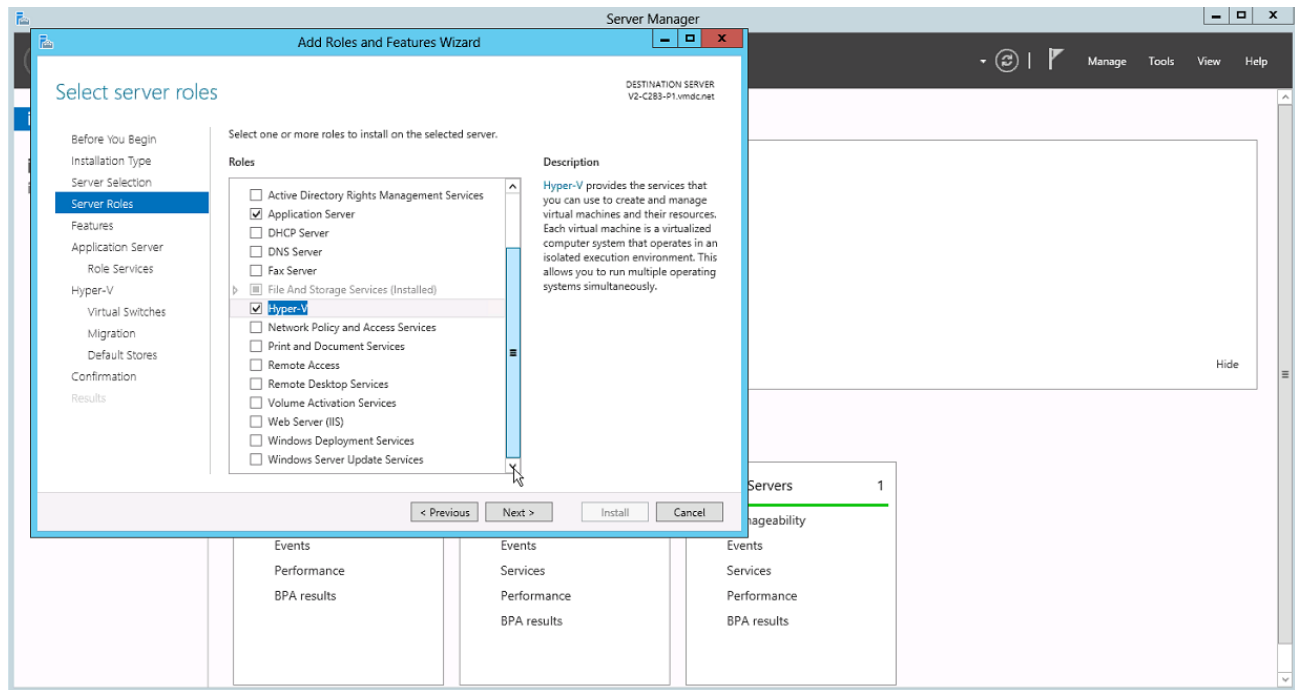 Server Manager
Add Roles and Features Wizard
Manage Tools View Help
Select server roles
DESTINATION SERVER
V2-C2B3-P1.vmdc.net
Before You Begin
Installation Type
Server Selection
Server Roles
Features
Application Server
Role Services
Hyper-V
Virtual Switches
Migration
Default Stores
Confirmation
Results
Select one or more roles to install on the selected server.
Roles
Active Directory Rights Management Services
Application Server
DHCP Server
DNS Server
Fax Server
File And Storage Services (Installed)
Hyper-V
Network Policy and Access Services
Print and Document Services
Remote Access
Remote Desktop Services
Volume Activation Services
Web Server (IIS)
Windows Deployment Services
Windows Server Update Services
Description
Hyper-V provides the services that
you can use to create and manage
virtual machines and their resources.
Each virtual machine is a virtualized
computer system that operates in an
isolated execution environment. This
allows you to run multiple operating
systems simultaneously.
< Previous
Next >
Install
Cancel
Hide
Servers 1
nageability
Events
Performance
BPA results
Events
Services
Performance
BPA results
Events
Services
Performance
BPA results